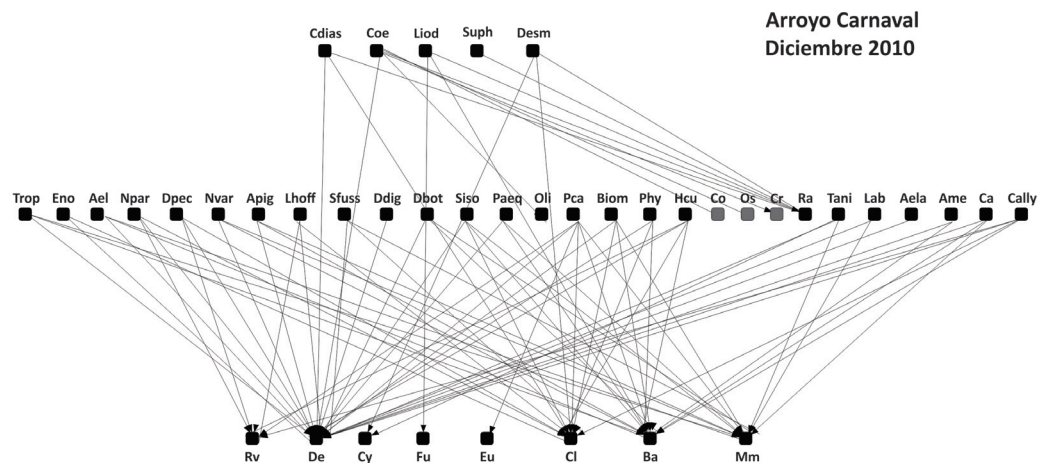 Arroyo Carnaval
Diciembre 2010
Cdias Coe Liod Suph Desm
Trop Eno Ael Npar Dpec Nvar Apig Lhoff Sfuss Ddig Dbot Siso Paeq Oli Pca Biom Phy Hcu Co Os Cr Ra Tani Lab Aela Ame Ca Cally
Rv De Cy Fu Eu Cl Ba Mm